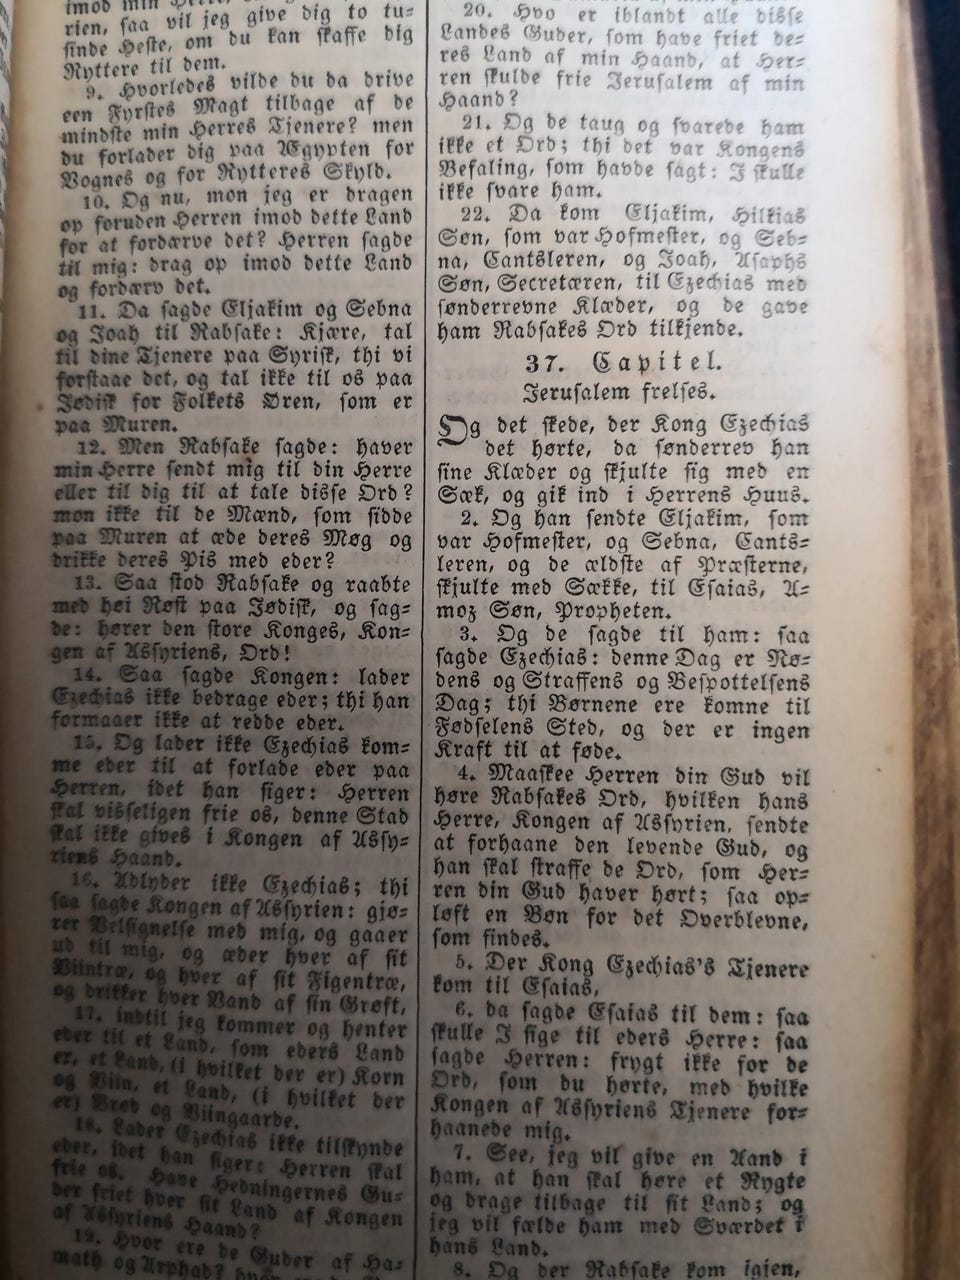 imod min
rien, saa vil jeg give dig to tu-
sinde Heste, om du kan skaffe dig
Ryttere til dem.
9. Hvorledes vilde du da drive
een Fyrstes Magt tilbage af de
mindste min Herres Tjenere? men
du forlader dig paa Ægypten for
Vognes og for Rytteres Skyld.
10. Og nu, mon jeg er dragen
op foruden Herren imod dette Land
for at fordærve det? Herren sagde
til mig: drag op imod dette Land
og fordærv det.
11. Da sagde Eljakim og Sebna
og Joah til Rabsake: Kjære, tal
til dine Tjenere paa Syrisk, thi vi
forstaae det, og tal ikke til os paa
Jødisk for Folkets Øren, som er
paa Muren.
12. Men Rabsake sagde: haver
min Herre sendt mig til din Herre
eller til dig til at tale disse Ord?
mon ikke til de Mænd, som sidde
paa Muren at æde deres Møg og
drikke deres Pis med eder?
13. Saa stod Rabsake og raabte
med høi Røst paa Jødisk, og sag-
de: hører den store Konges, Kon-
gen af Assyriens, Ord!
14. Saa sagde Kongen: lader
Ezechias ikke bedrage eder; thi han
formaaer ikke at redde eder.
15. Og lader ikke Ezechias kom-
me eder til at forlade eder paa
Herren, idet han siger: Herren
skal visseligen frie os, denne Stad
skal ikke gives i Kongen af Assy-
riens Haand.
16. Adlyder ikke Ezechias; thi
saa sagde Kongen af Assyrien: gjø-
rer Velsignelse med mig, og gaaer
ud til mig, og æder hver af sit
Viintræ, og hver af sit Figentræ,
og drikker hver Vand af sin Grøft,
17. indtil jeg kommer og henter
eder til et Land, som eders Land
er, et Land, (i hvilket der er) Korn
og Viin, et Land, (i hvilket der
er) Brød og Viingaarde.
18. Lader Ezechias ikke tilskynde
eder, idet han siger: Herren skal
frie os. Have Hedningernes Gu-
der friet hver sit Land af Kongen
af Assyriens Haand?
19. Hvor ere de Guder af Ha-
math og Arphad?
20. Hvo er iblandt alle disse
Landes Guder, som have friet de-
res Land af min Haand, at Her-
ren skulde frie Jerusalem af min
Haand?
21. Og de taug og svarede ham
ikke et Ord; thi det var Kongens
Befaling, som havde sagt: I skulle
ikke svare ham.
22. Da kom Eljakim, Hilkias
Søn, som var Hofmester, og Seb-
na, Cantsleren, og Joah, Asaphs
Søn, Secretæren, til Ezechias med
sønderrevne Klæder, og de gave
ham Rabsakes Ord tilkjende.
37. Capitel.
Jerusalem frelses.
Og det skede, der Kong Ezechias
det hørte, da sønderrev han
sine Klæder og skjulte sig med en
Sæk, og gik ind i Herrens Huus.
2. Og han sendte Eljakim, som
var Hofmester, og Sebna, Cants-
leren, og de ældste af Præsterne,
skjulte med Sække, til Esaias, A-
moz Søn, Propheten.
3. Og de sagde til ham: saa
sagde Ezechias: denne Dag er Nø-
dens og Straffens og Bespottelsens
Dag; thi Børnene ere komne til
Fødselens Sted, og der er ingen
Kraft til at føde.
4. Maaskee Herren din Gud vil
høre Rabsakes Ord, hvilken hans
Herre, Kongen af Assyrien, sendte
at forhaane den levende Gud, og
han skal straffe de Ord, som Her-
ren din Gud haver hørt; saa op-
løft en Bøn for det Overblevne,
som findes.
5. Der Kong Ezechias's Tjenere
kom til Esaias,
6. da sagde Esaias til dem: saa
skulle I sige til eders Herre: saa
sagde Herren: frygt ikke for de
Ord, som du hørte, med hvilke
Kongen af Assyriens Tjenere for-
haanede mig.
7. See, jeg vil give en Aand i
ham, at han skal høre et Rygte
og drage tilbage til sit Land; og
jeg vil fælde ham med Sværdet i
hans Land.
8. Og der Rabsake kom igjen,